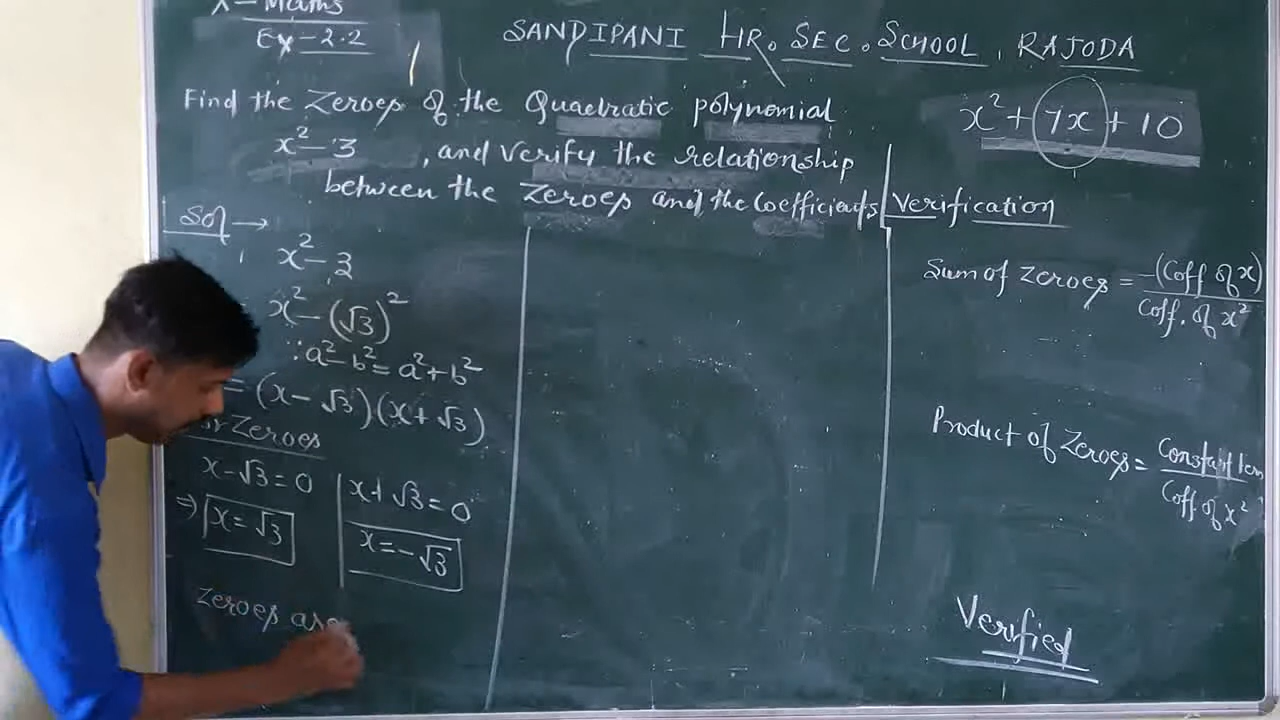 X - Maths
Ex - 2.2
SANDIPANI HR. SEC. SCHOOL, RAJODA
Find the Zeroes of the Quadratic polynomial
x² - 3 , and verify the relationship
between the Zeroes and the Coefficients
x² + 7x + 10
Sol →
x² - 3
x² - (√3)²
∵ a² - b² = a² + b²
= (x - √3)(x + √3)
Zeroes
x - √3 = 0
⇒ x = √3
x + √3 = 0
x = -√3
Zeroes are
Verification
Sum of Zeroes = -(Coff of x)
Coff. of x²
Product of Zeroes = Constant
Coff of x²
Verified